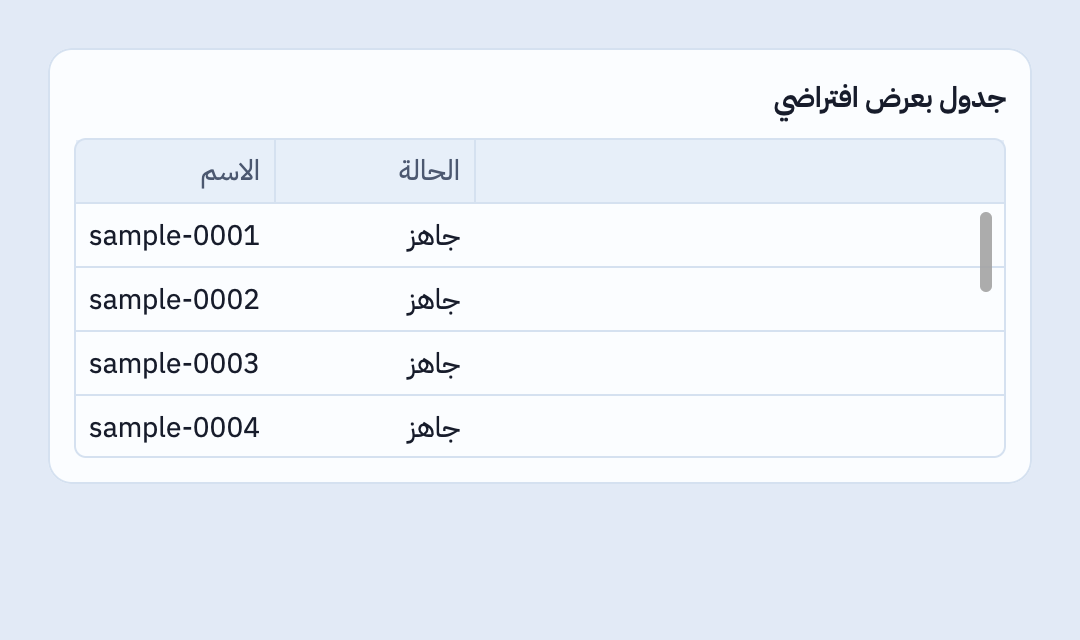 جدول بعرض افتراضي
الاسم الحالة
sample-0001 جاهز
sample-0002 جاهز
sample-0003 جاهز
sample-0004 جاهز